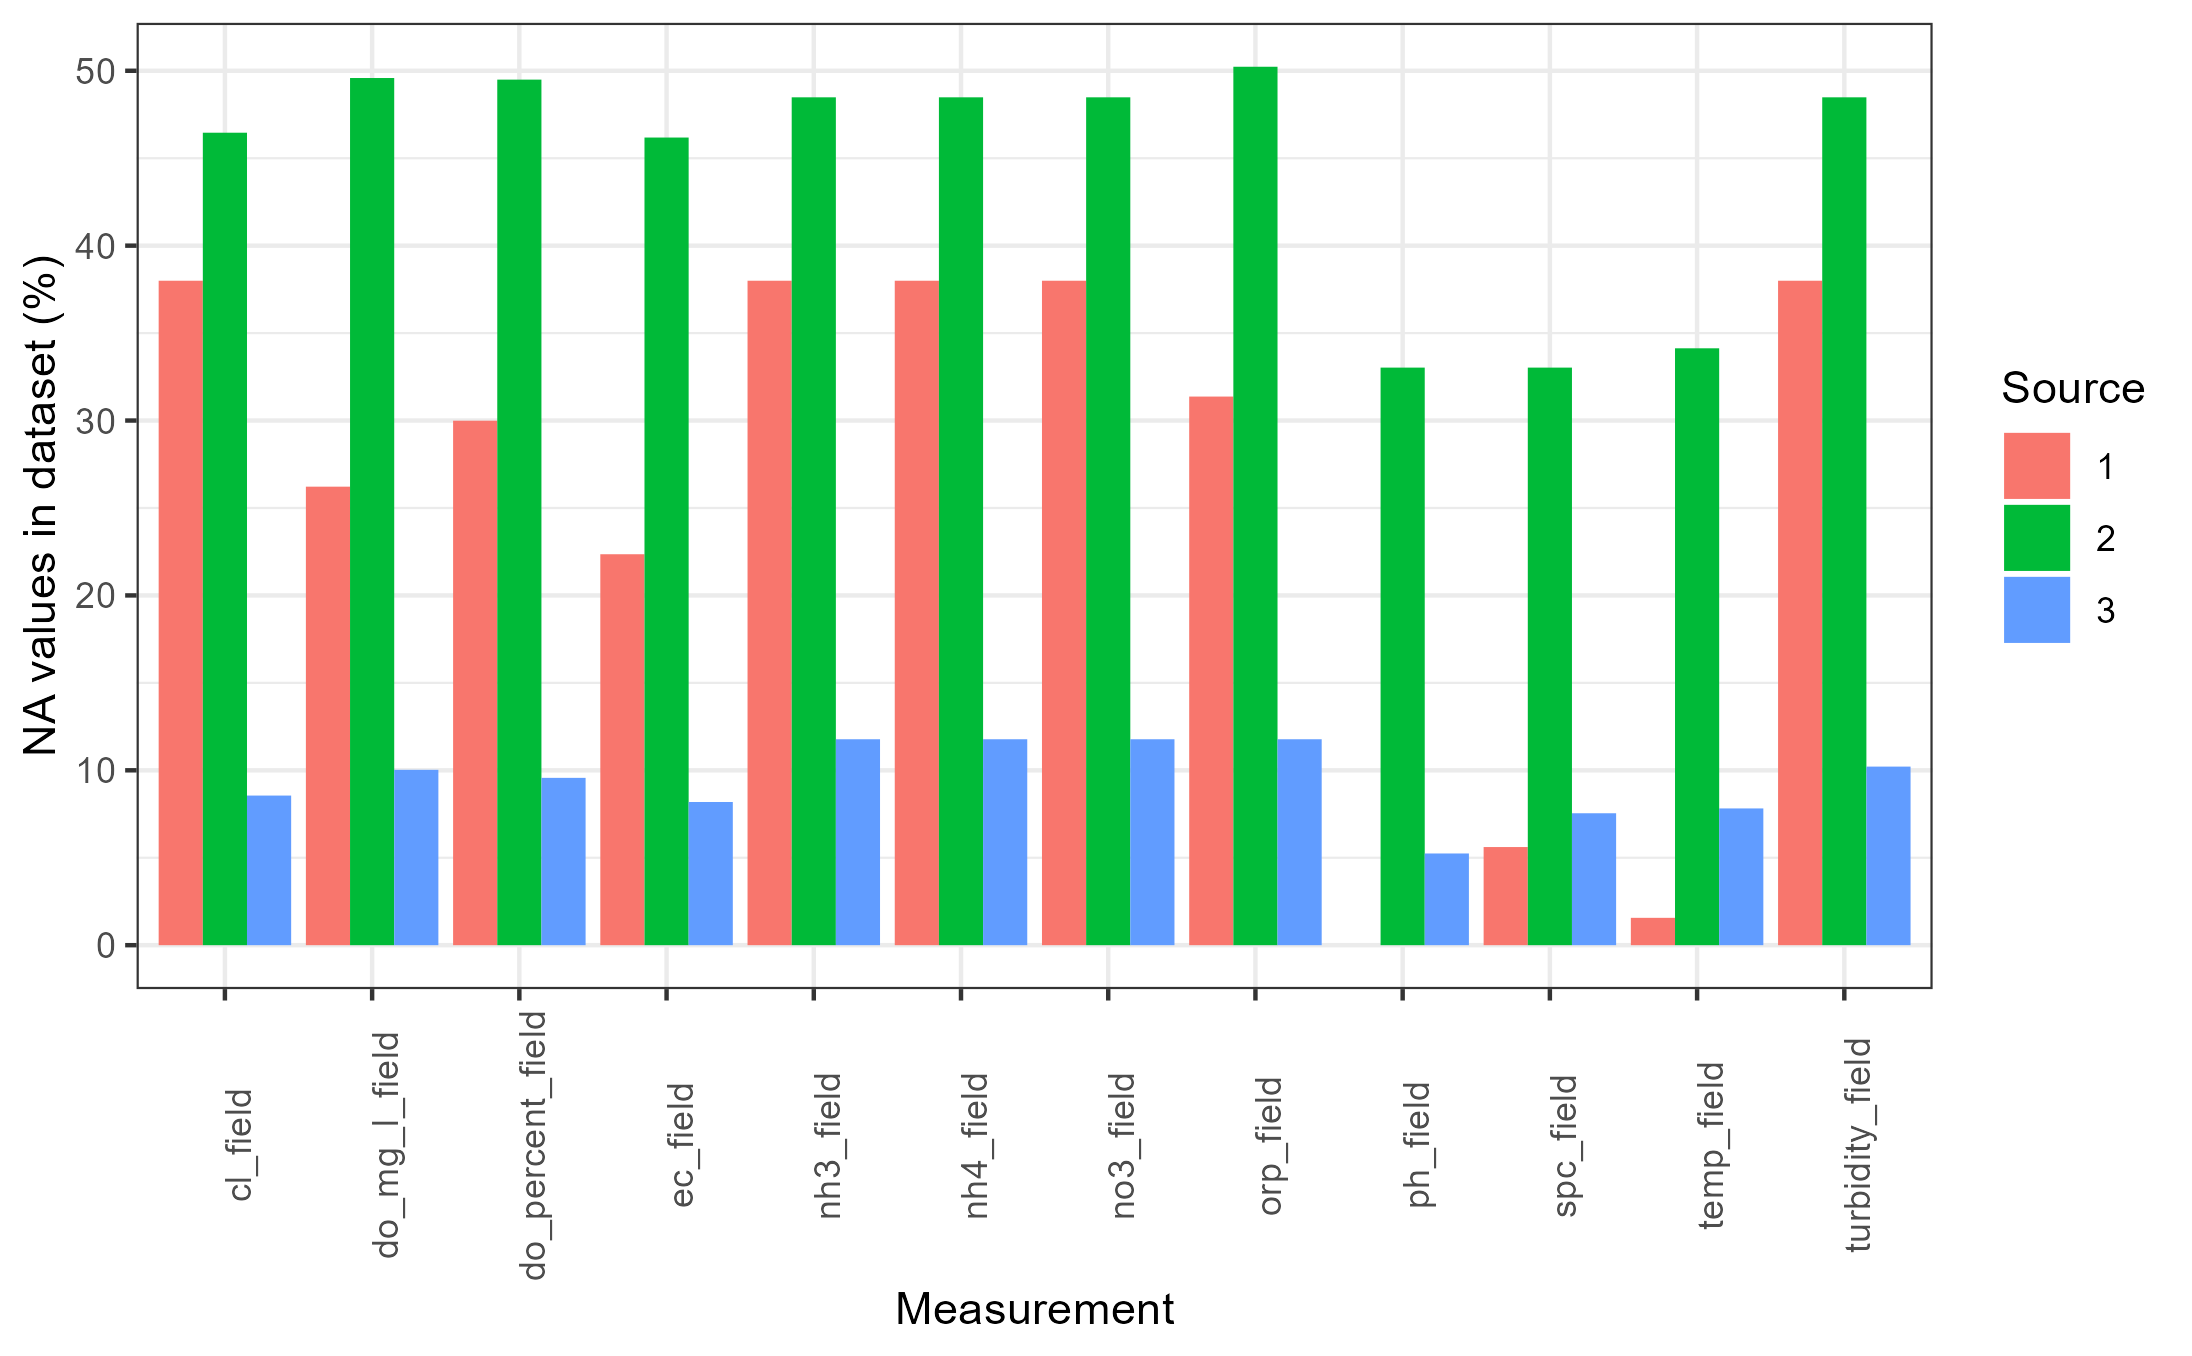 NA values in dataset (%)
50
40
30
20
10
0
cl_field
do_mg_l_field
do_percent_field
ec_field
nh3_field
nh4_field
no3_field
orp_field
ph_field
spc_field
temp_field
turbidity_field
Measurement
Source
1
2
3